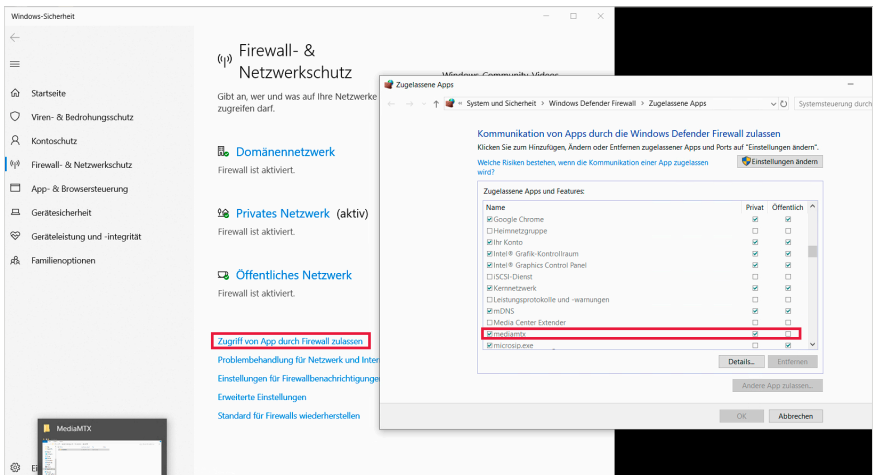 Windows-Sicherheit
Startseite
Viren- & Bedrohungsschutz
Kontoschutz
Firewall- & Netzwerkschutz
App- & Browsersteuerung
Gerätesicherheit
Geräteleistung und -integrität
Familienoptionen
MediaMTX
Firewall- &
Netzwerkschutz
Gibt an, wer und was auf Ihre Netzwerke
zugreifen darf.
Domänennetzwerk
Firewall ist aktiviert.
Privates Netzwerk (aktiv)
Firewall ist aktiviert.
Öffentliches Netzwerk
Firewall ist aktiviert.
Zugriff von App durch Firewall zulassen
Problembehandlung für Netzwerk und Inter
Einstellungen für Firewallbenachrichtigunge
Erweiterte Einstellungen
Standard für Firewalls wiederherstellen
Windows-Community-Videos
Zugelassene Apps
« System und Sicherheit > Windows Defender Firewall > Zugelassene Apps
Systemsteuerung durch
Kommunikation von Apps durch die Windows Defender Firewall zulassen
Klicken Sie zum Hinzufügen, Ändern oder Entfernen zugelassener Apps und Ports auf "Einstellungen ändern".
Welche Risiken bestehen, wenn die Kommunikation einer App zugelassen
wird?
Einstellungen ändern
Zugelassene Apps und Features:
Name Privat Öffentlich
Google Chrome
Heimnetzgruppe
Ihr Konto
Intel® Grafik-Kontrollraum
Intel® Graphics Control Panel
iSCSI-Dienst
Kernnetzwerk
Leistungsprotokolle und -warnungen
mDNS
Media Center Extender
mediamtx
microsip.exe
Details...
Entfernen
Andere App zulassen...
OK
Abbrechen